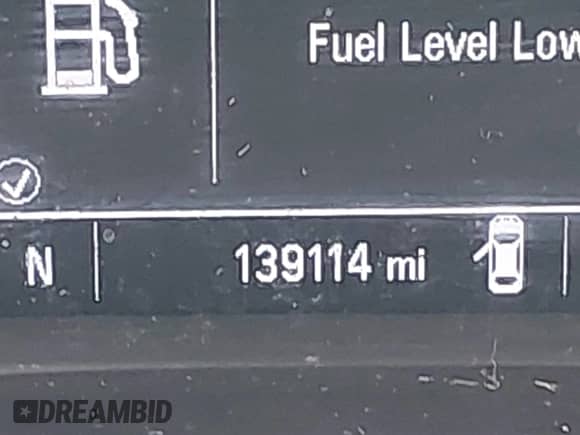 Fuel Level Low
N 139114 mi
DREAMBID